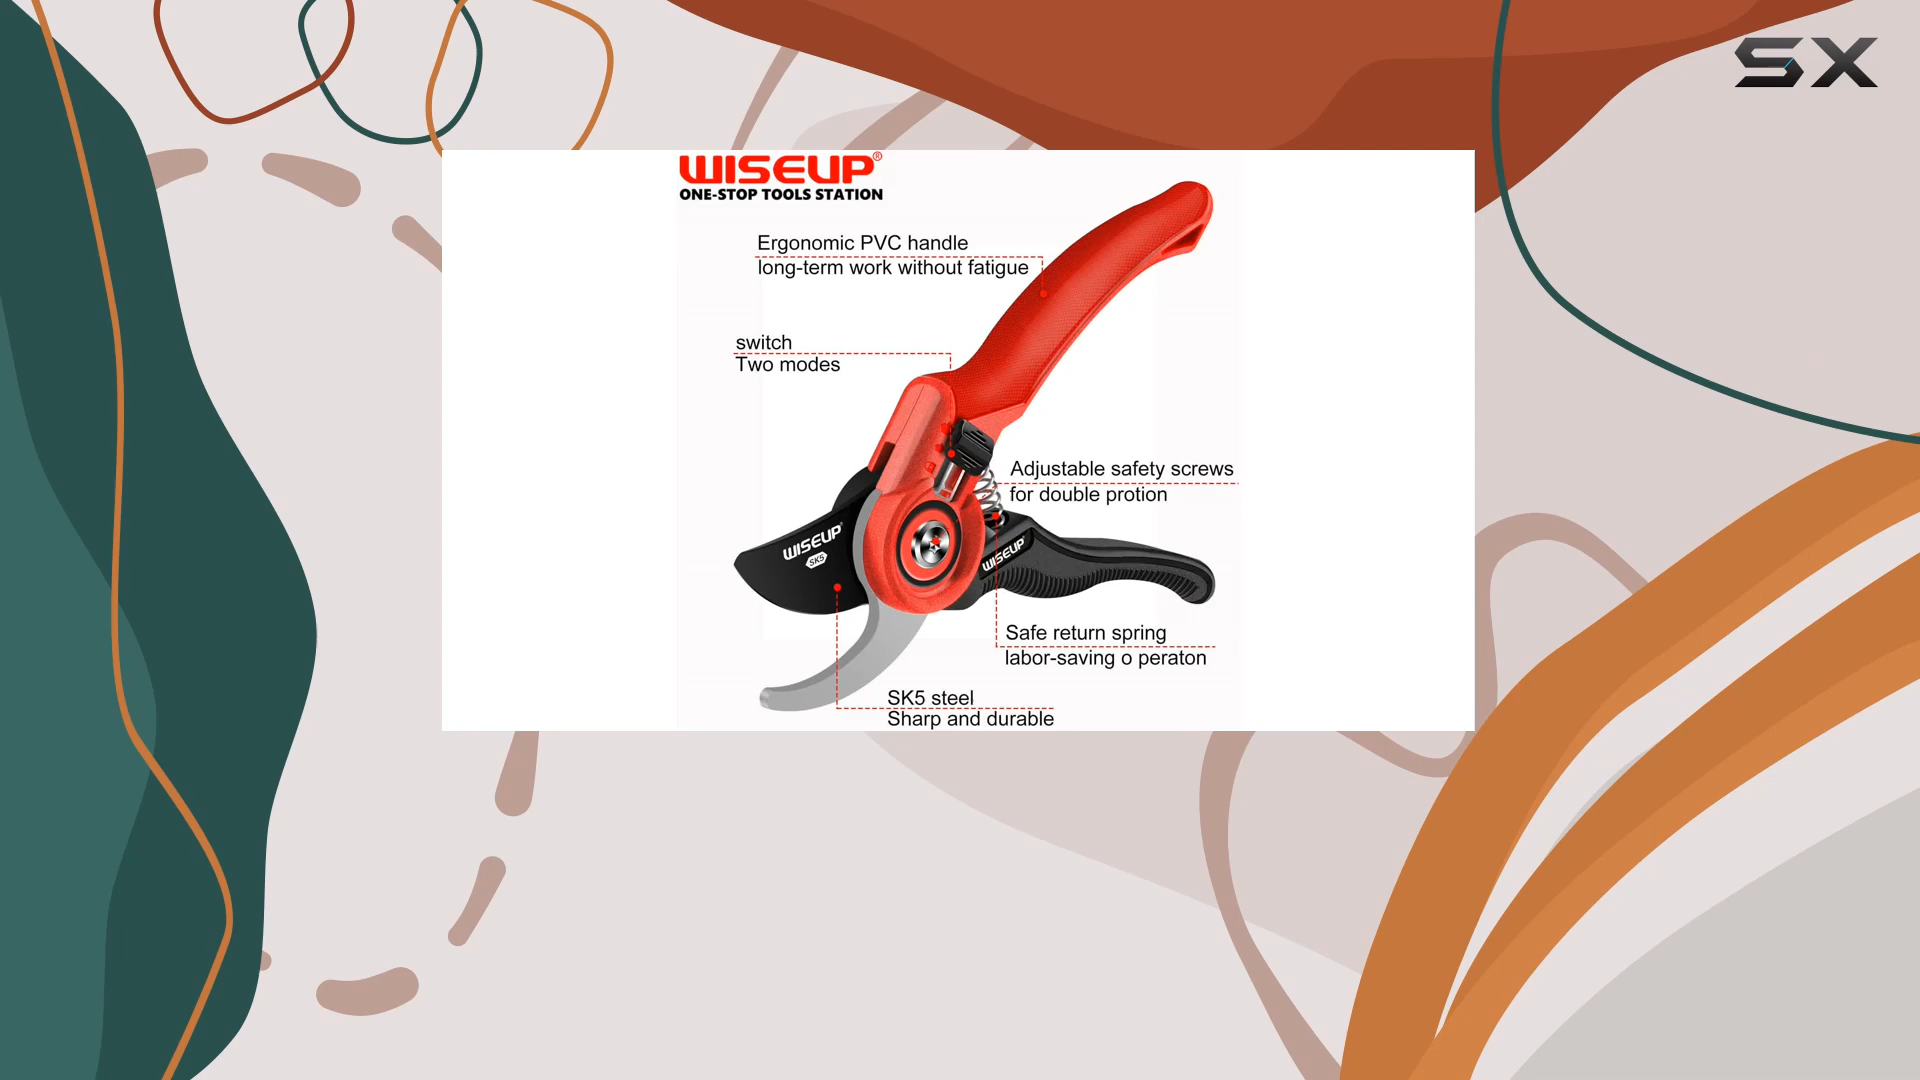 SX
WISEUP®
ONE-STOP TOOLS STATION
Ergonomic PVC handle
long-term work without fatigue
switch
Two modes
Adjustable safety screws
for double protion
WISEUP®
SK5
WISEUP
Safe return spring
labor-saving o peraton
SK5 steel
Sharp and durable